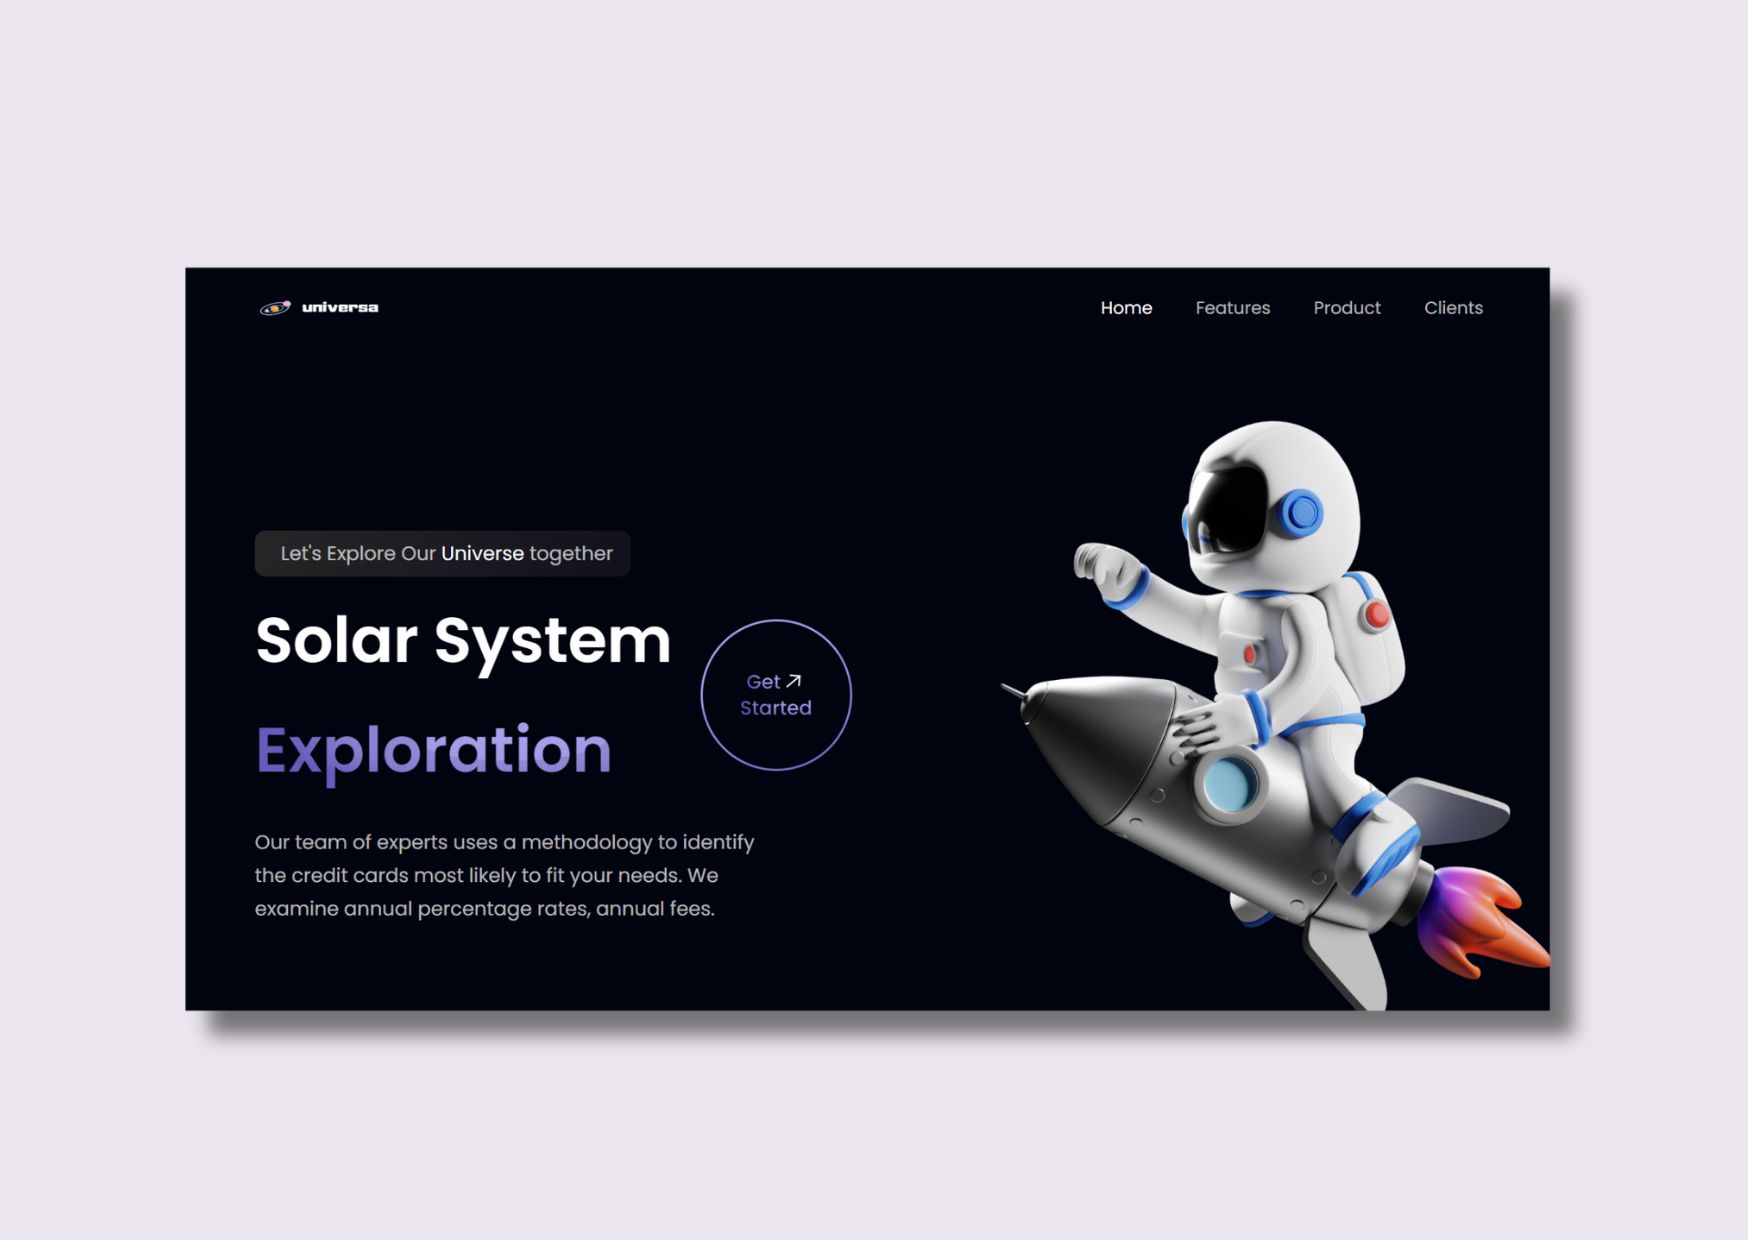 universa
Home Features Product Clients
Let's Explore Our Universe together
Solar System
Exploration
Get
Started
Our team of experts uses a methodology to identify
the credit cards most likely to fit your needs. We
examine annual percentage rates, annual fees.